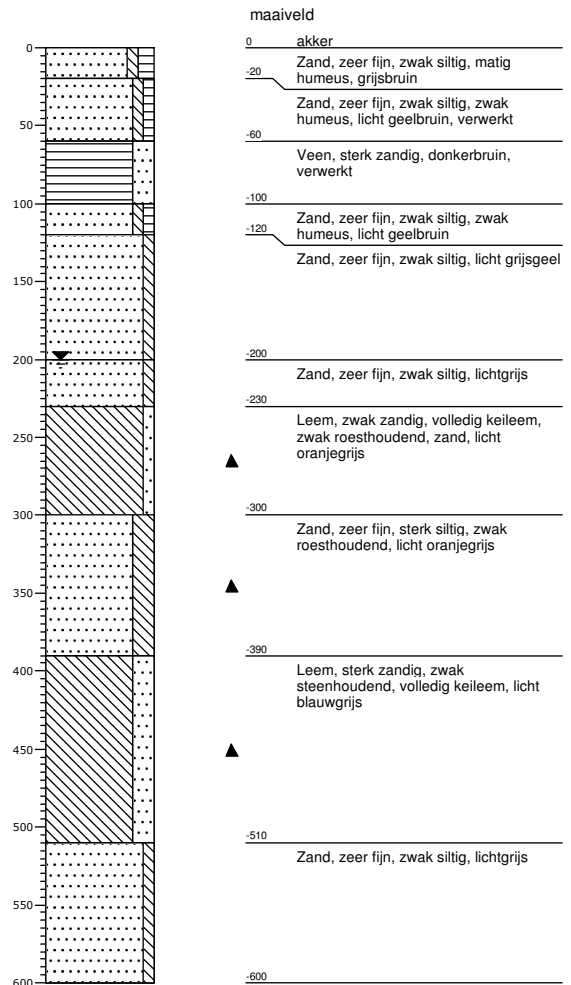 maaiveld
0
akker
Zand, zeer fijn, zwak siltig, matig
humeus, grijsbruin
-20
Zand, zeer fijn, zwak siltig, zwak
humeus, licht geelbruin, verwerkt
-60
Veen, sterk zandig, donkerbruin,
verwerkt
-100
Zand, zeer fijn, zwak siltig, zwak
humeus, licht geelbruin
-120
Zand, zeer fijn, zwak siltig, licht grijsgeel
-200
Zand, zeer fijn, zwak siltig, lichtgrijs
-230
Leem, zwak zandig, volledig keileem,
zwak roesthoudend, zand, licht
oranjegrijs
-300
Zand, zeer fijn, sterk siltig, zwak
roesthoudend, licht oranjegrijs
-390
Leem, sterk zandig, zwak
steenhoudend, volledig keileem, licht
blauwgrijs
-510
Zand, zeer fijn, zwak siltig, lichtgrijs
-600
0
50
100
150
200
250
300
350
400
450
500
550
600